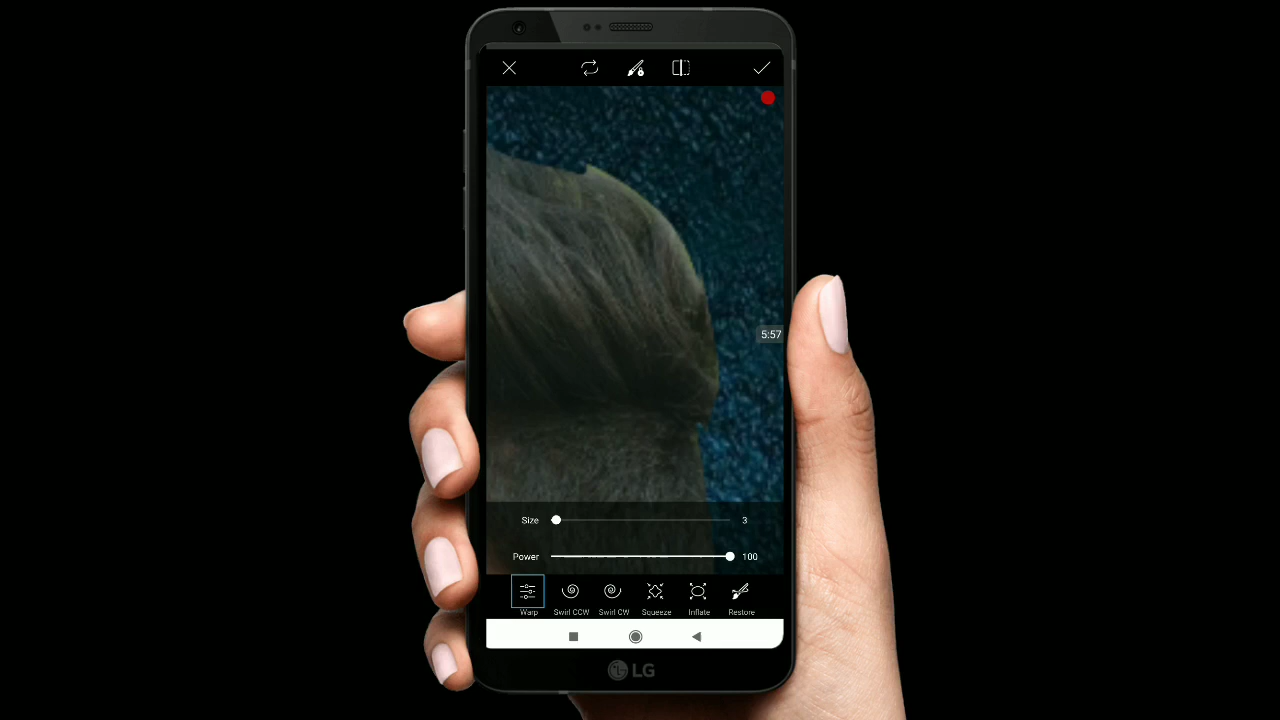 5:57
Size 3
Power 100
Warp Swirl CCW Swirl CW Squeeze Inflate Restore
LG